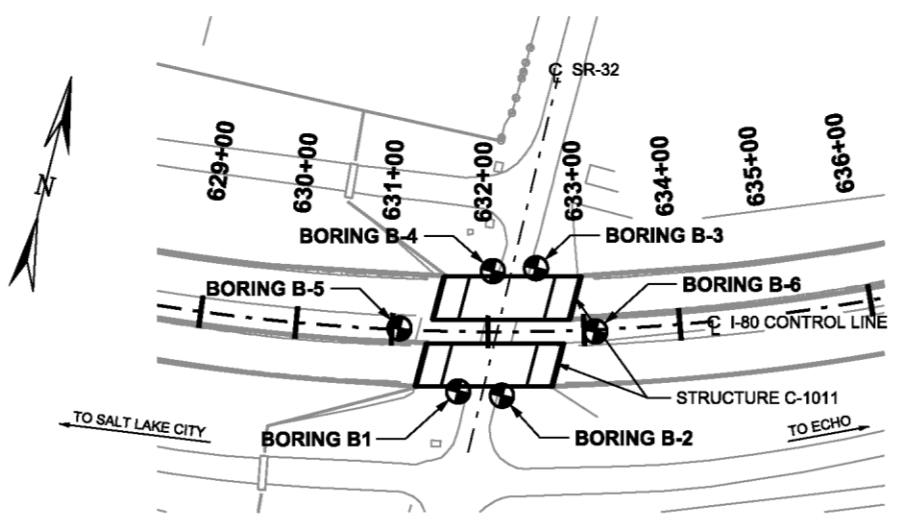 ℄ SR-32
N
629+00
630+00
631+00
632+00
633+00
634+00
635+00
636+00
BORING B-4
BORING B-3
BORING B-5
BORING B-6
℄ I-80 CONTROL LINE
STRUCTURE C-1011
TO SALT LAKE CITY
BORING B1
BORING B-2
TO ECHO